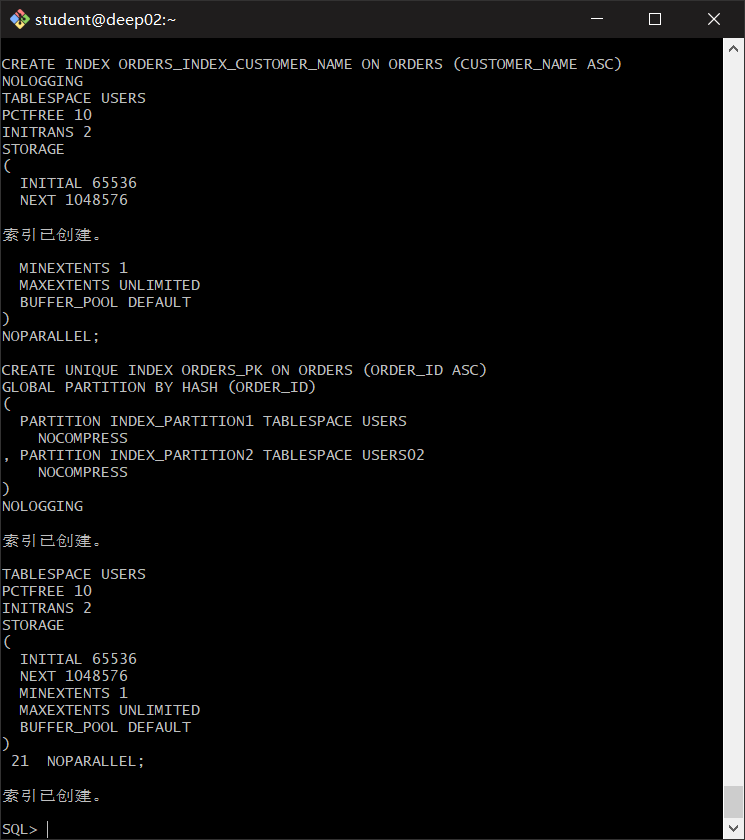 student@deep02:~
CREATE INDEX ORDERS_INDEX_CUSTOMER_NAME ON ORDERS (CUSTOMER_NAME ASC)
NOLOGGING
TABLESPACE USERS
PCTFREE 10
INITRANS 2
STORAGE
(
  INITIAL 65536
  NEXT 1048576
索引已创建。
  MINEXTENTS 1
  MAXEXTENTS UNLIMITED
  BUFFER_POOL DEFAULT
)
NOPARALLEL;
CREATE UNIQUE INDEX ORDERS_PK ON ORDERS (ORDER_ID ASC)
GLOBAL PARTITION BY HASH (ORDER_ID)
(
  PARTITION INDEX_PARTITION1 TABLESPACE USERS
    NOCOMPRESS
, PARTITION INDEX_PARTITION2 TABLESPACE USERS02
    NOCOMPRESS
)
NOLOGGING
索引已创建。
TABLESPACE USERS
PCTFREE 10
INITRANS 2
STORAGE
(
  INITIAL 65536
  NEXT 1048576
  MINEXTENTS 1
  MAXEXTENTS UNLIMITED
  BUFFER_POOL DEFAULT
)
 21  NOPARALLEL;
索引已创建。
SQL>